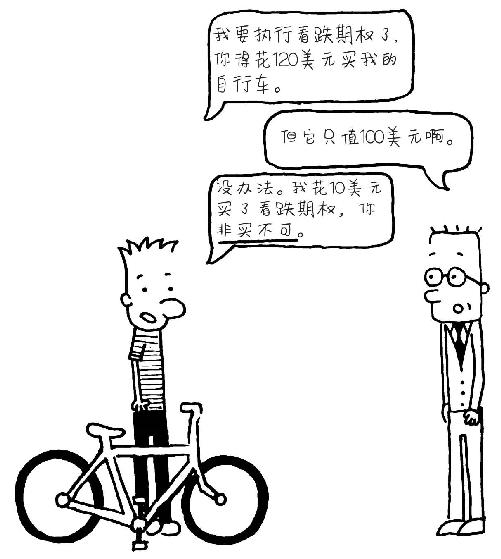 我要执行看跌期权了，
你得花120美元买我的
自行车。
但它只值100美元啊。
没办法。我花10美元
买了看跌期权，你
非买不可。